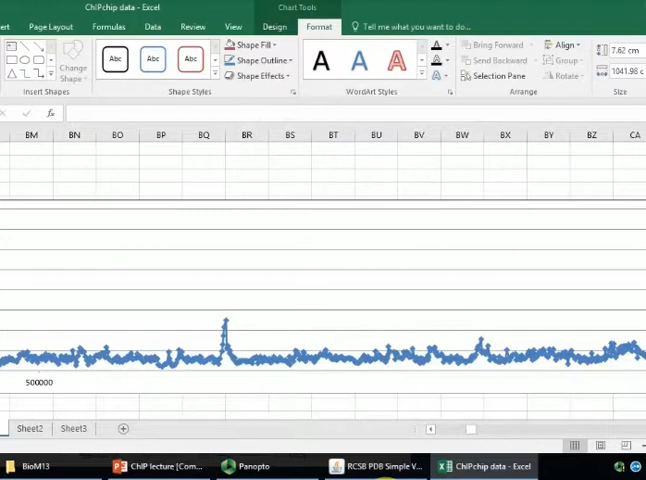 ChIPchip data - Excel
Chart Tools
Page Layout Formulas Data Review View Design Format Tell me what you want to do...
Shape Fill
Shape Outline
Shape Effects
Abc Abc Abc
Change
Shape
Insert Shapes
Shape Styles
A A A
A
A
A
WordArt Styles
Bring Forward
Send Backward
Selection Pane
Align
Group
Rotate
Arrange
7.62 cm
1041.98 c
Size
fx
BM BN BO BP BQ BR BS BT BU BV BW BX BY BZ CA
500000
Sheet2 Sheet3
BioM13 ChIP lecture [Com... Panopto RCSB PDB Simple V... ChIPchip data - Excel